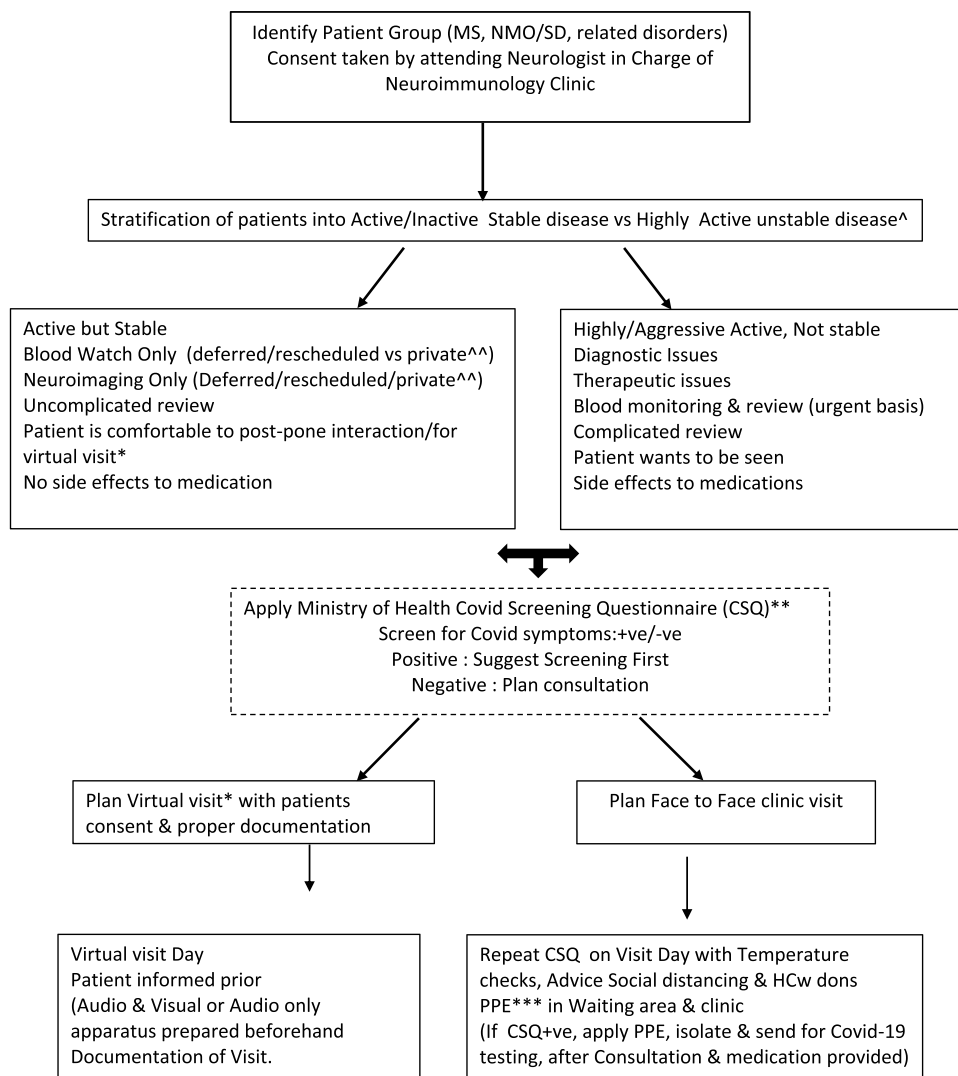 Identify Patient Group (MS, NMO/SD, related disorders)
Consent taken by attending Neurologist in Charge of
Neuroimmunology Clinic
Stratification of patients into Active/Inactive Stable disease vs Highly Active unstable disease^
Active but Stable
Blood Watch Only (deferred/rescheduled vs private^^)
Neuroimaging Only (Deferred/rescheduled/private^^)
Uncomplicated review
Patient is comfortable to post-pone interaction/for
virtual visit*
No side effects to medication
Highly/Aggressive Active, Not stable
Diagnostic Issues
Therapeutic issues
Blood monitoring & review (urgent basis)
Complicated review
Patient wants to be seen
Side effects to medications
Apply Ministry of Health Covid Screening Questionnaire (CSQ)**
Screen for Covid symptoms:+ve/-ve
Positive : Suggest Screening First
Negative : Plan consultation
Plan Virtual visit* with patients
consent & proper documentation
Plan Face to Face clinic visit
Virtual visit Day
Patient informed prior
(Audio & Visual or Audio only
apparatus prepared beforehand
Documentation of Visit.
Repeat CSQ on Visit Day with Temperature
checks, Advice Social distancing & HCw dons
PPE*** in Waiting area & clinic
(If CSQ+ve, apply PPE, isolate & send for Covid-19
testing, after Consultation & medication provided)